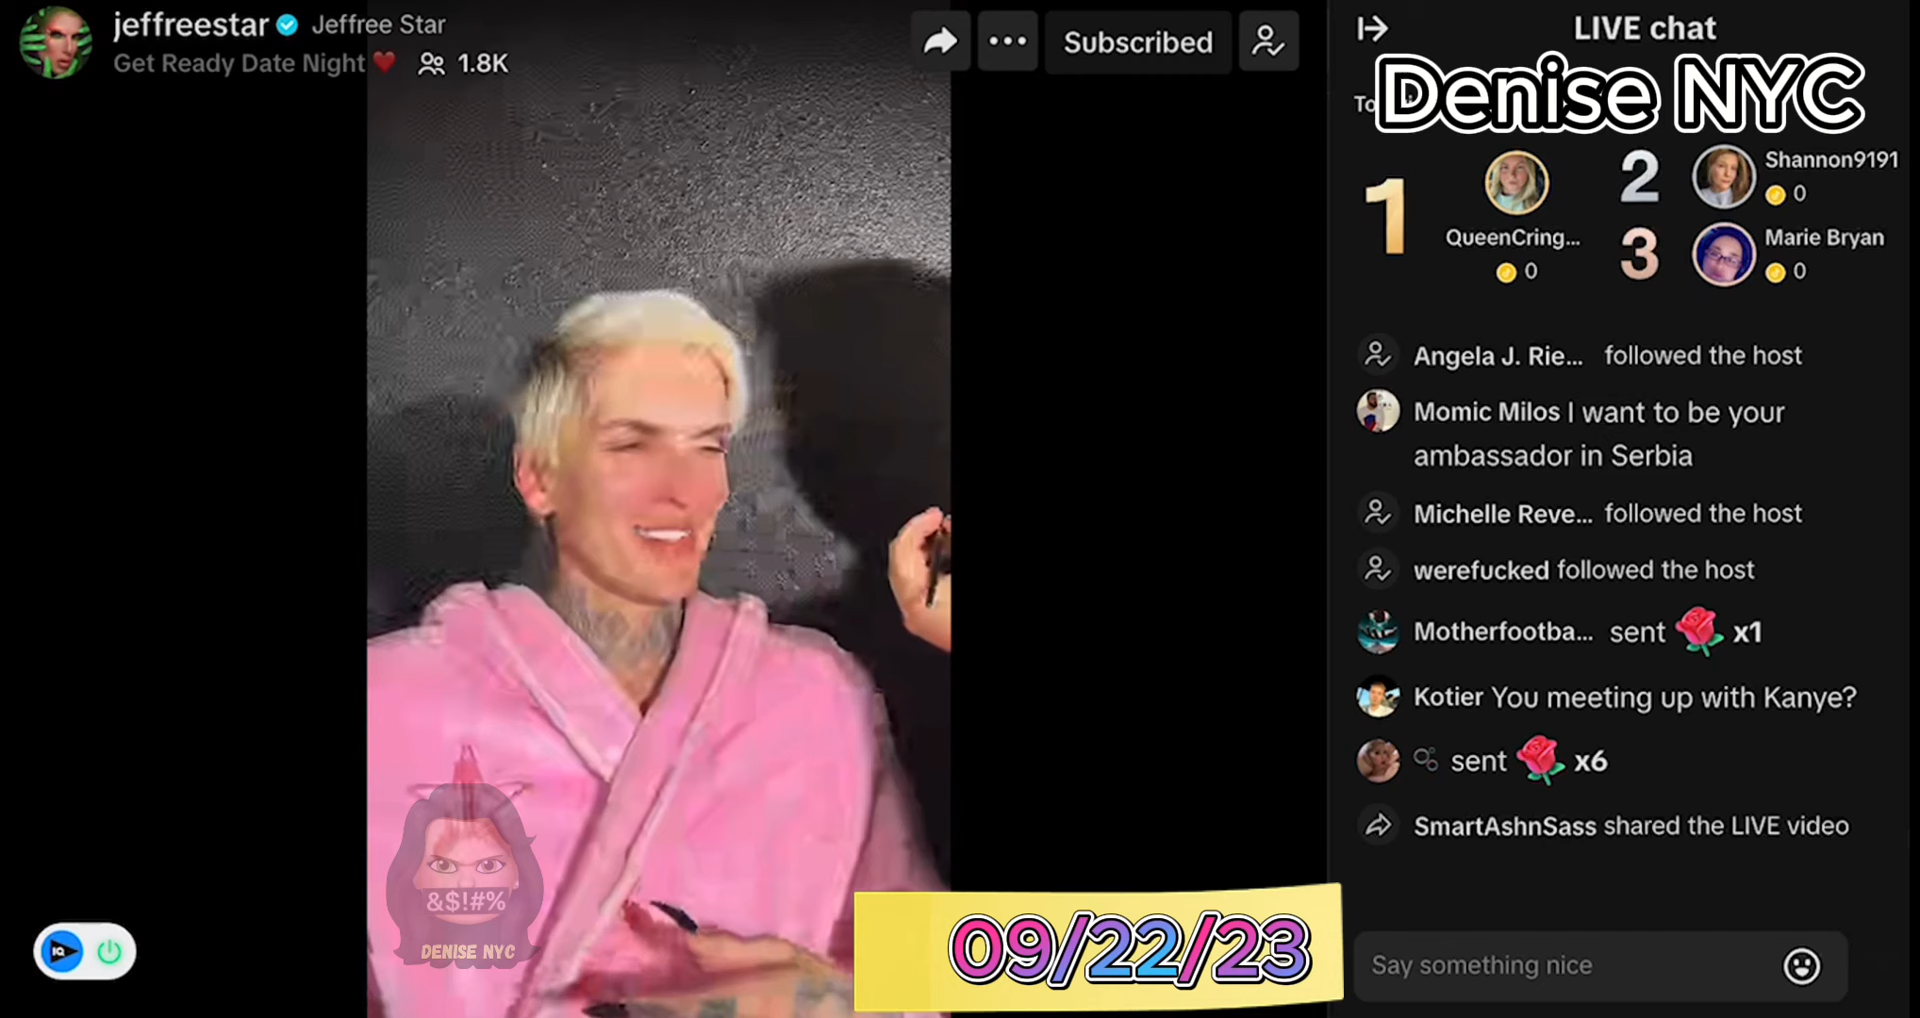 jeffreestar Jeffree Star
Get Ready Date Night 1.8K
Subscribed
LIVE chat
Denise NYC
To
1
QueenCring...
0
2
Shannon9191
0
3
Marie Bryan
0
Angela J. Rie... followed the host
Momic Milos I want to be your
ambassador in Serbia
Michelle Reve... followed the host
werefucked followed the host
Motherfootba... sent x1
Kotier You meeting up with Kanye?
sent x6
SmartAshnSass shared the LIVE video
Say something nice
&$!#%
DENISE NYC
09/22/23
IQ